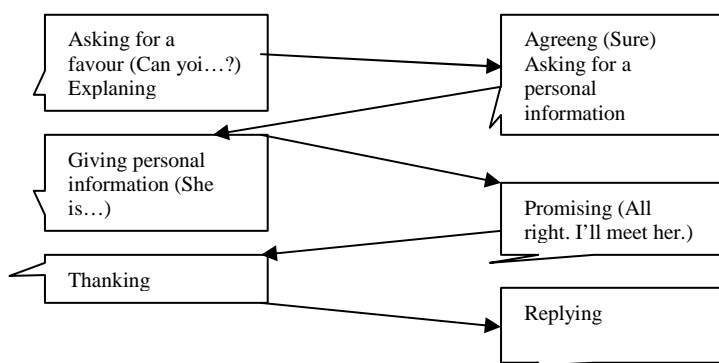 Asking for a
favour (Can yoi…?)
Explaning
Agreeng (Sure)
Asking for a
personal
information
Giving personal
information (She
is…)
Promising (All
right. I'll meet her.)
Thanking
Replying